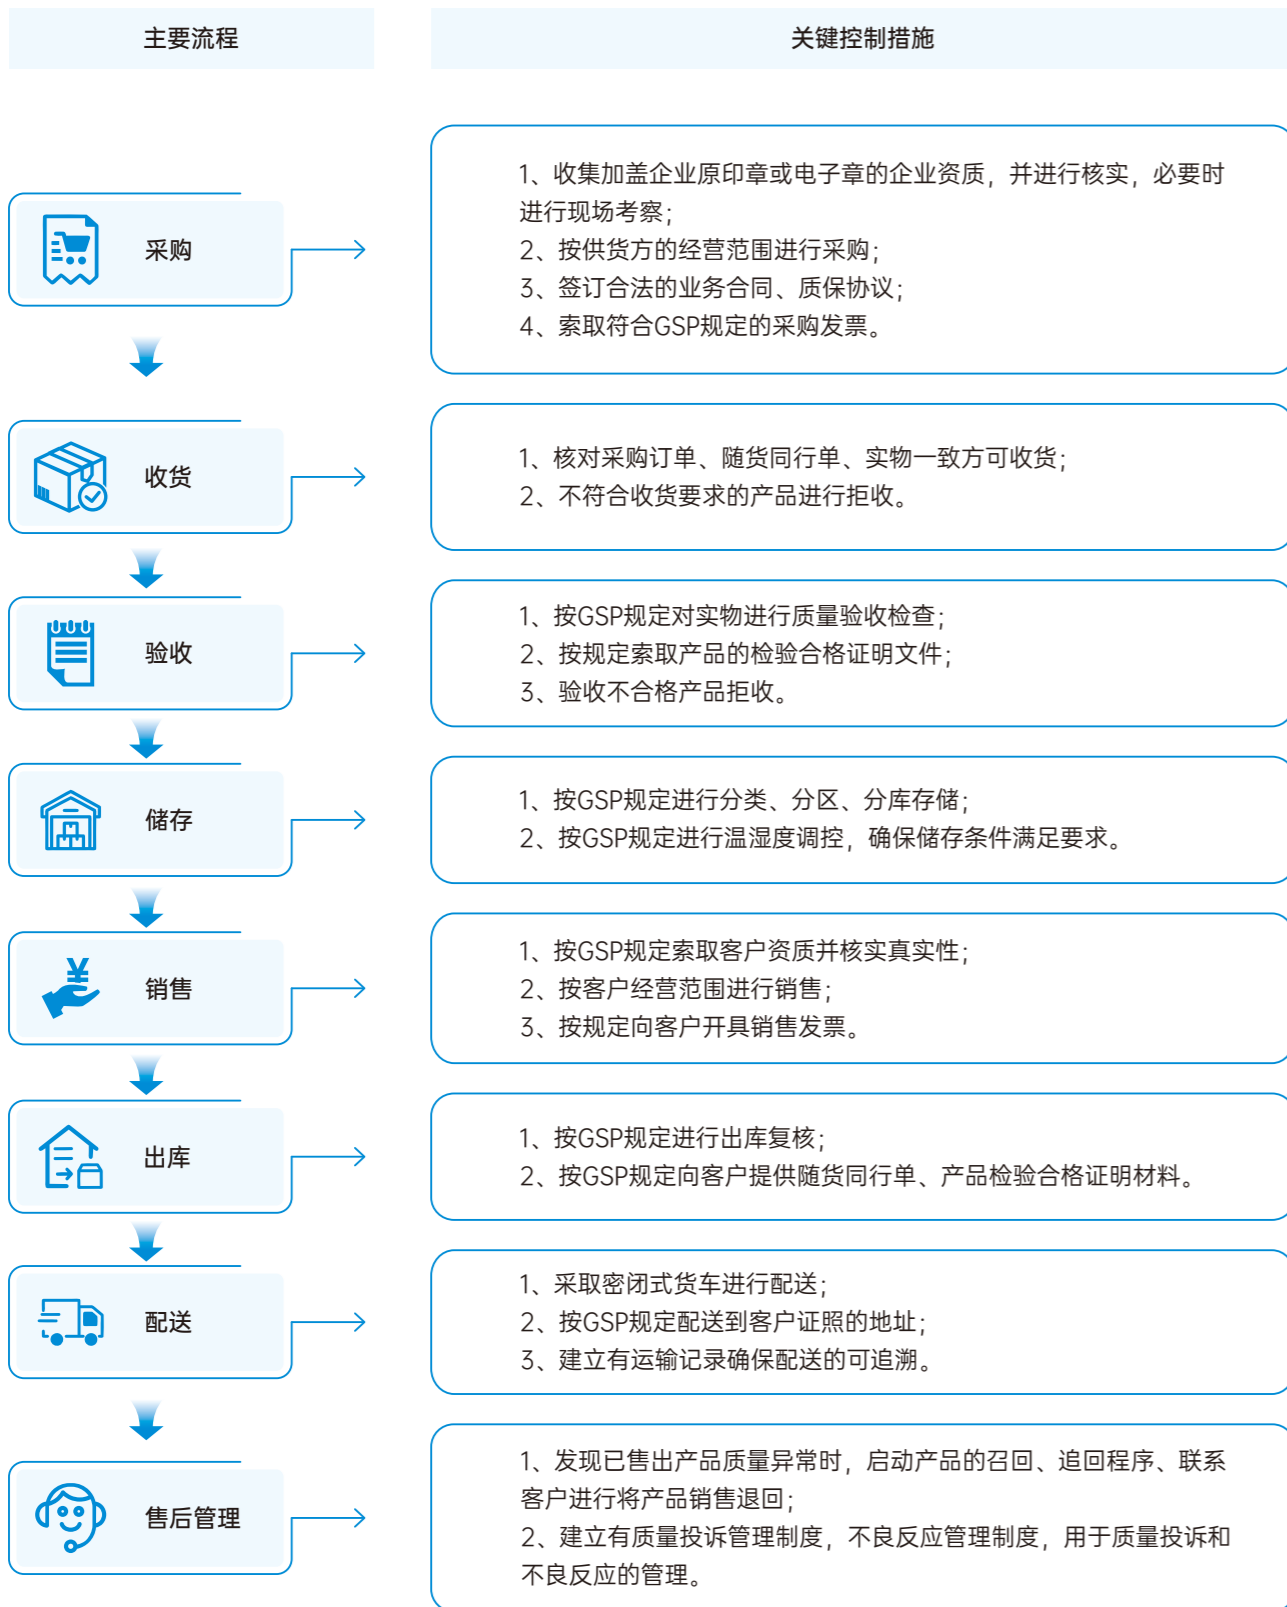 主要流程
关键控制措施
采购
1、收集加盖企业原印章或电子章的企业资质，并进行核实，必要时
进行现场考察；
2、按供货方的经营范围进行采购；
3、签订合法的业务合同、质保协议；
4、索取符合GSP规定的采购发票。
收货
1、核对采购订单、随货同行单、实物一致方可收货；
2、不符合收货要求的产品进行拒收。
验收
1、按GSP规定对实物进行质量验收检查；
2、按规定索取产品的检验合格证明文件；
3、验收不合格产品拒收。
储存
1、按GSP规定进行分类、分区、分库存储；
2、按GSP规定进行温湿度调控，确保储存条件满足要求。
销售
1、按GSP规定索取客户资质并核实真实性；
2、按客户经营范围进行销售；
3、按规定向客户开具销售发票。
出库
1、按GSP规定进行出库复核；
2、按GSP规定向客户提供随货同行单、产品检验合格证明材料。
配送
1、采取密闭式货车进行配送；
2、按GSP规定配送到客户证照的地址；
3、建立有运输记录确保配送的可追溯。
售后管理
1、发现已售出产品质量异常时，启动产品的召回、追回程序、联系
客户进行将产品销售退回；
2、建立有质量投诉管理制度，不良反应管理制度，用于质量投诉和
不良反应的管理。